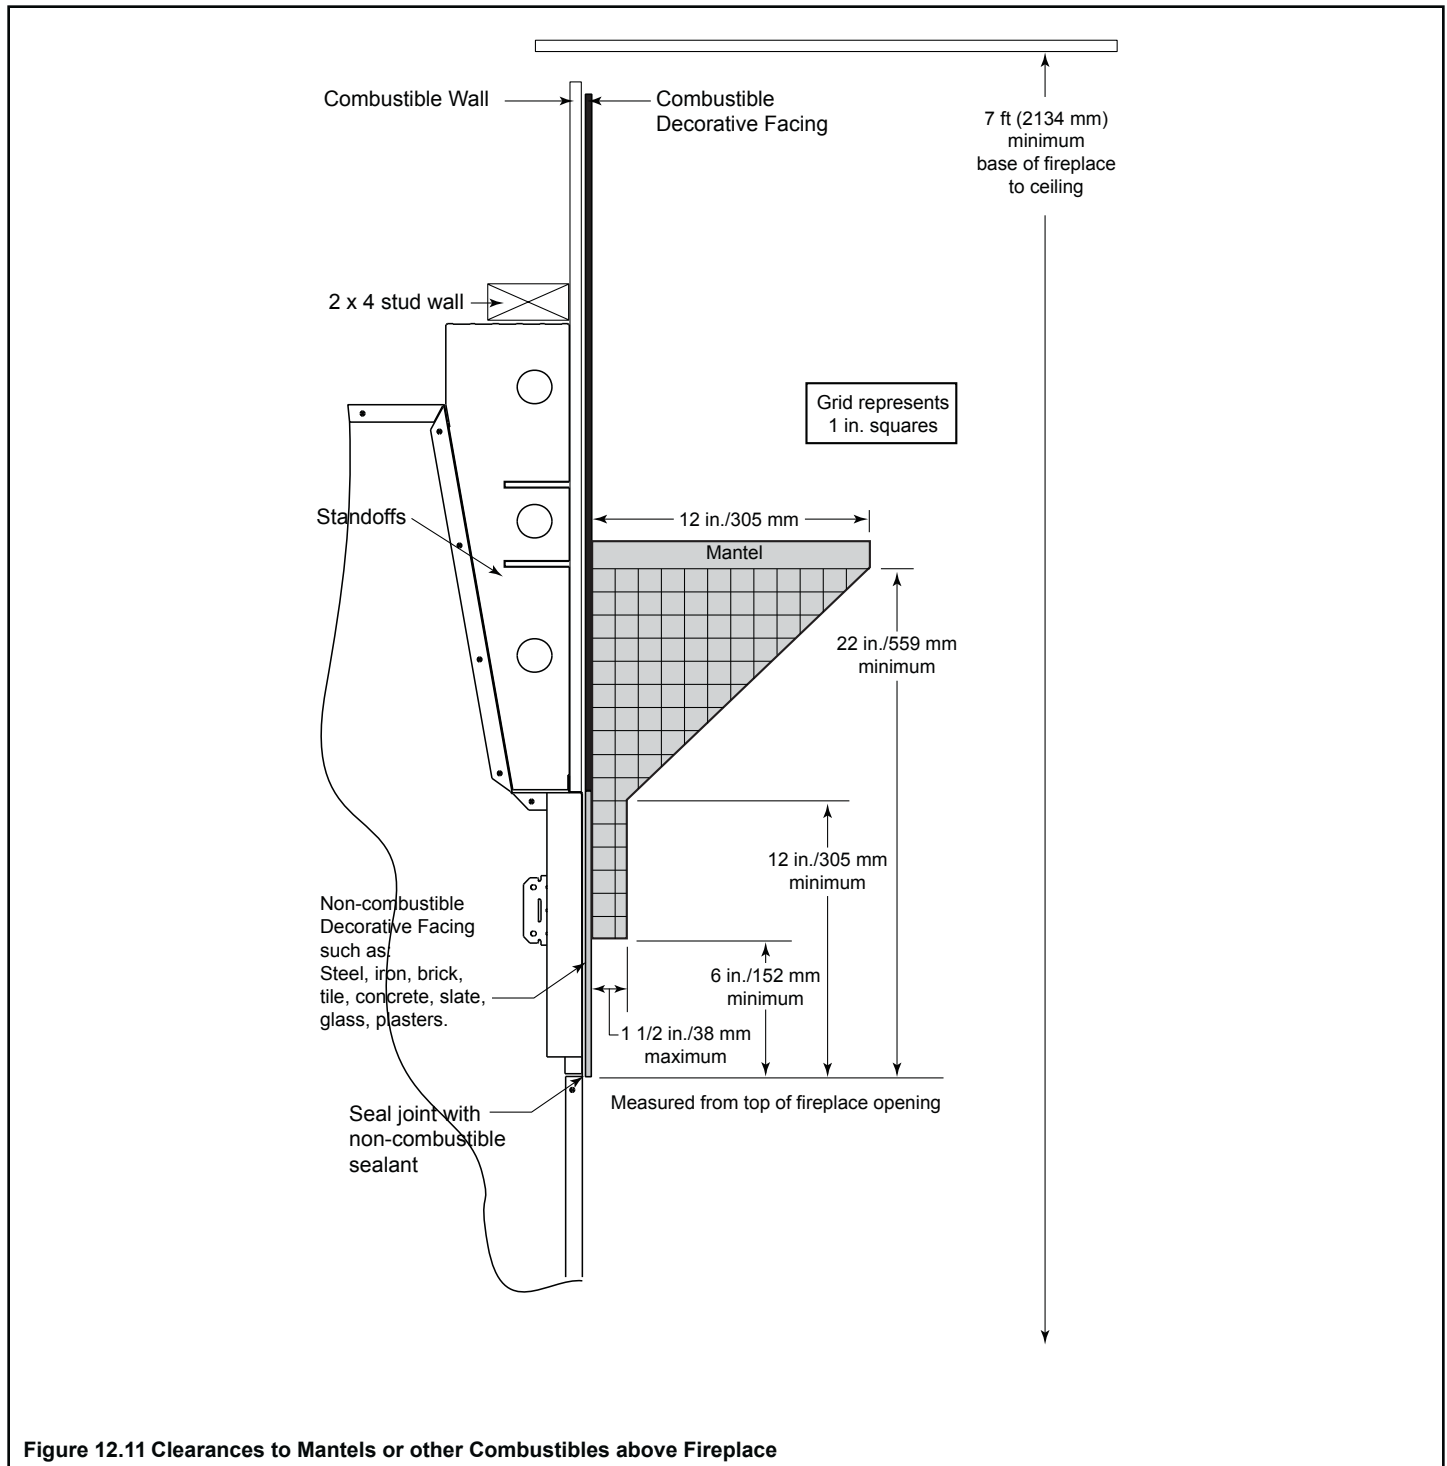 Combustible Wall
Combustible
Decorative Facing
7 ft (2134 mm)
minimum
base of fireplace
to ceiling
2 x 4 stud wall
Grid represents
1 in. squares
Standoffs
12 in./305 mm
Mantel
22 in./559 mm
minimum
12 in./305 mm
minimum
Non-combustible
Decorative Facing
such as:
Steel, iron, brick,
tile, concrete, slate,
glass, plasters.
6 in./152 mm
minimum
1 1/2 in./38 mm
maximum
Measured from top of fireplace opening
Seal joint with
non-combustible
sealant
Figure 12.11 Clearances to Mantels or other Combustibles above Fireplace